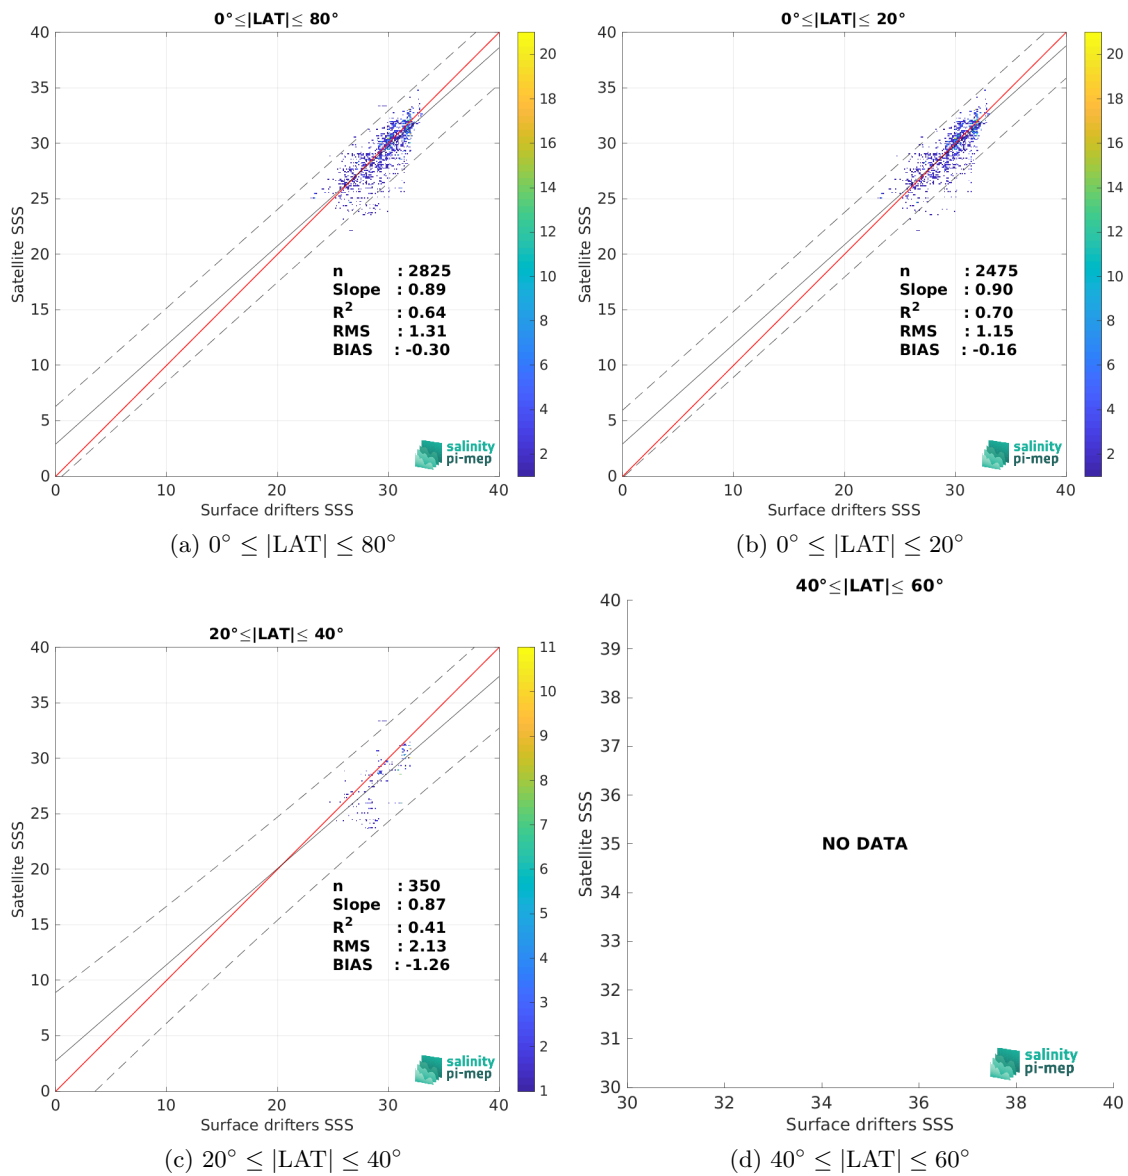 0°≤|LAT|≤ 80°
40
35
30
25
20
15
10
5
0
Satellite SSS
0
10
20
30
40
Surface drifters SSS
20
18
16
14
12
10
8
6
4
2
n : 2825
Slope : 0.89
R² : 0.64
RMS : 1.31
BIAS : -0.30
salinity
pi-mep
(a) 0° ≤ |LAT| ≤ 80°
0°≤|LAT|≤ 20°
40
35
30
25
20
15
10
5
0
Satellite SSS
0
10
20
30
40
Surface drifters SSS
20
18
16
14
12
10
8
6
4
2
n : 2475
Slope : 0.90
R² : 0.70
RMS : 1.15
BIAS : -0.16
salinity
pi-mep
(b) 0° ≤ |LAT| ≤ 20°
20°≤|LAT|≤ 40°
40
35
30
25
20
15
10
5
0
Satellite SSS
0
10
20
30
40
Surface drifters SSS
11
10
9
8
7
6
5
4
3
2
1
n : 350
Slope : 0.87
R² : 0.41
RMS : 2.13
BIAS : -1.26
salinity
pi-mep
(c) 20° ≤ |LAT| ≤ 40°
40°≤|LAT|≤ 60°
40
39
38
37
36
35
34
33
32
31
30
Satellite SSS
NO DATA
30
32
34
36
38
40
Surface drifters SSS
salinity
pi-mep
(d) 40° ≤ |LAT| ≤ 60°